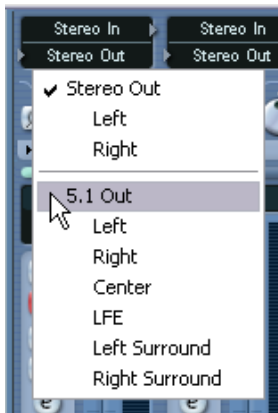 Stereo In Stereo In
Stereo Out Stereo Out
Stereo Out
Left
Right
5.1 Out
Left
Right
Center
LFE
Left Surround
Right Surround
e e